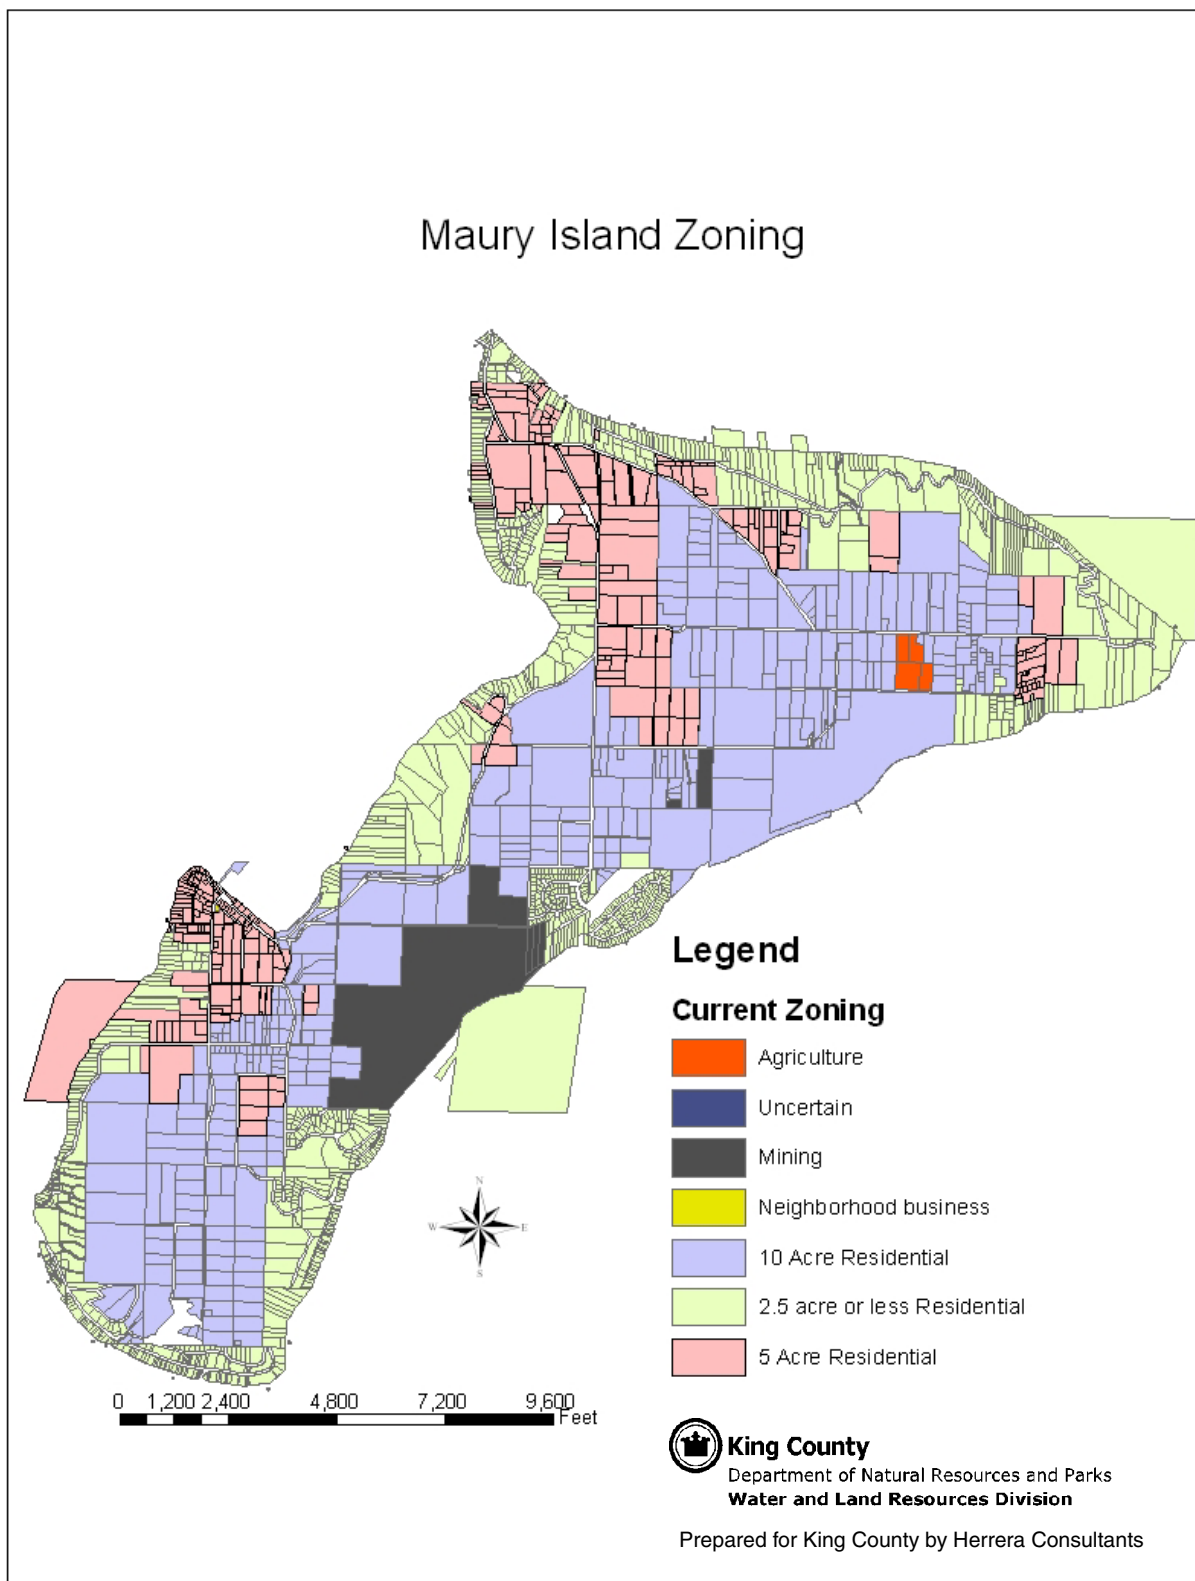 Maury Island Zoning
Legend
Current Zoning
Agriculture
Uncertain
Mining
Neighborhood business
10 Acre Residential
2.5 acre or less Residential
5 Acre Residential
N
W E
S
0 1,200 2,400 4,800 7,200 9,600
Feet
King County
Department of Natural Resources and Parks
Water and Land Resources Division
Prepared for King County by Herrera Consultants